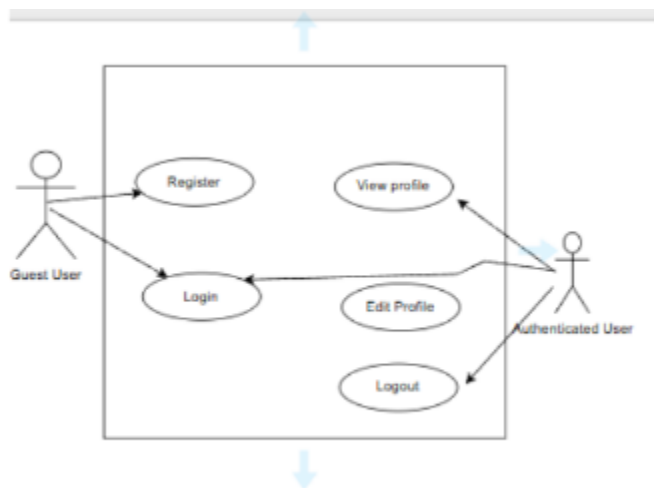 Register
View profile
Guest User
Login
Edit Profile
Authenticated User
Logout